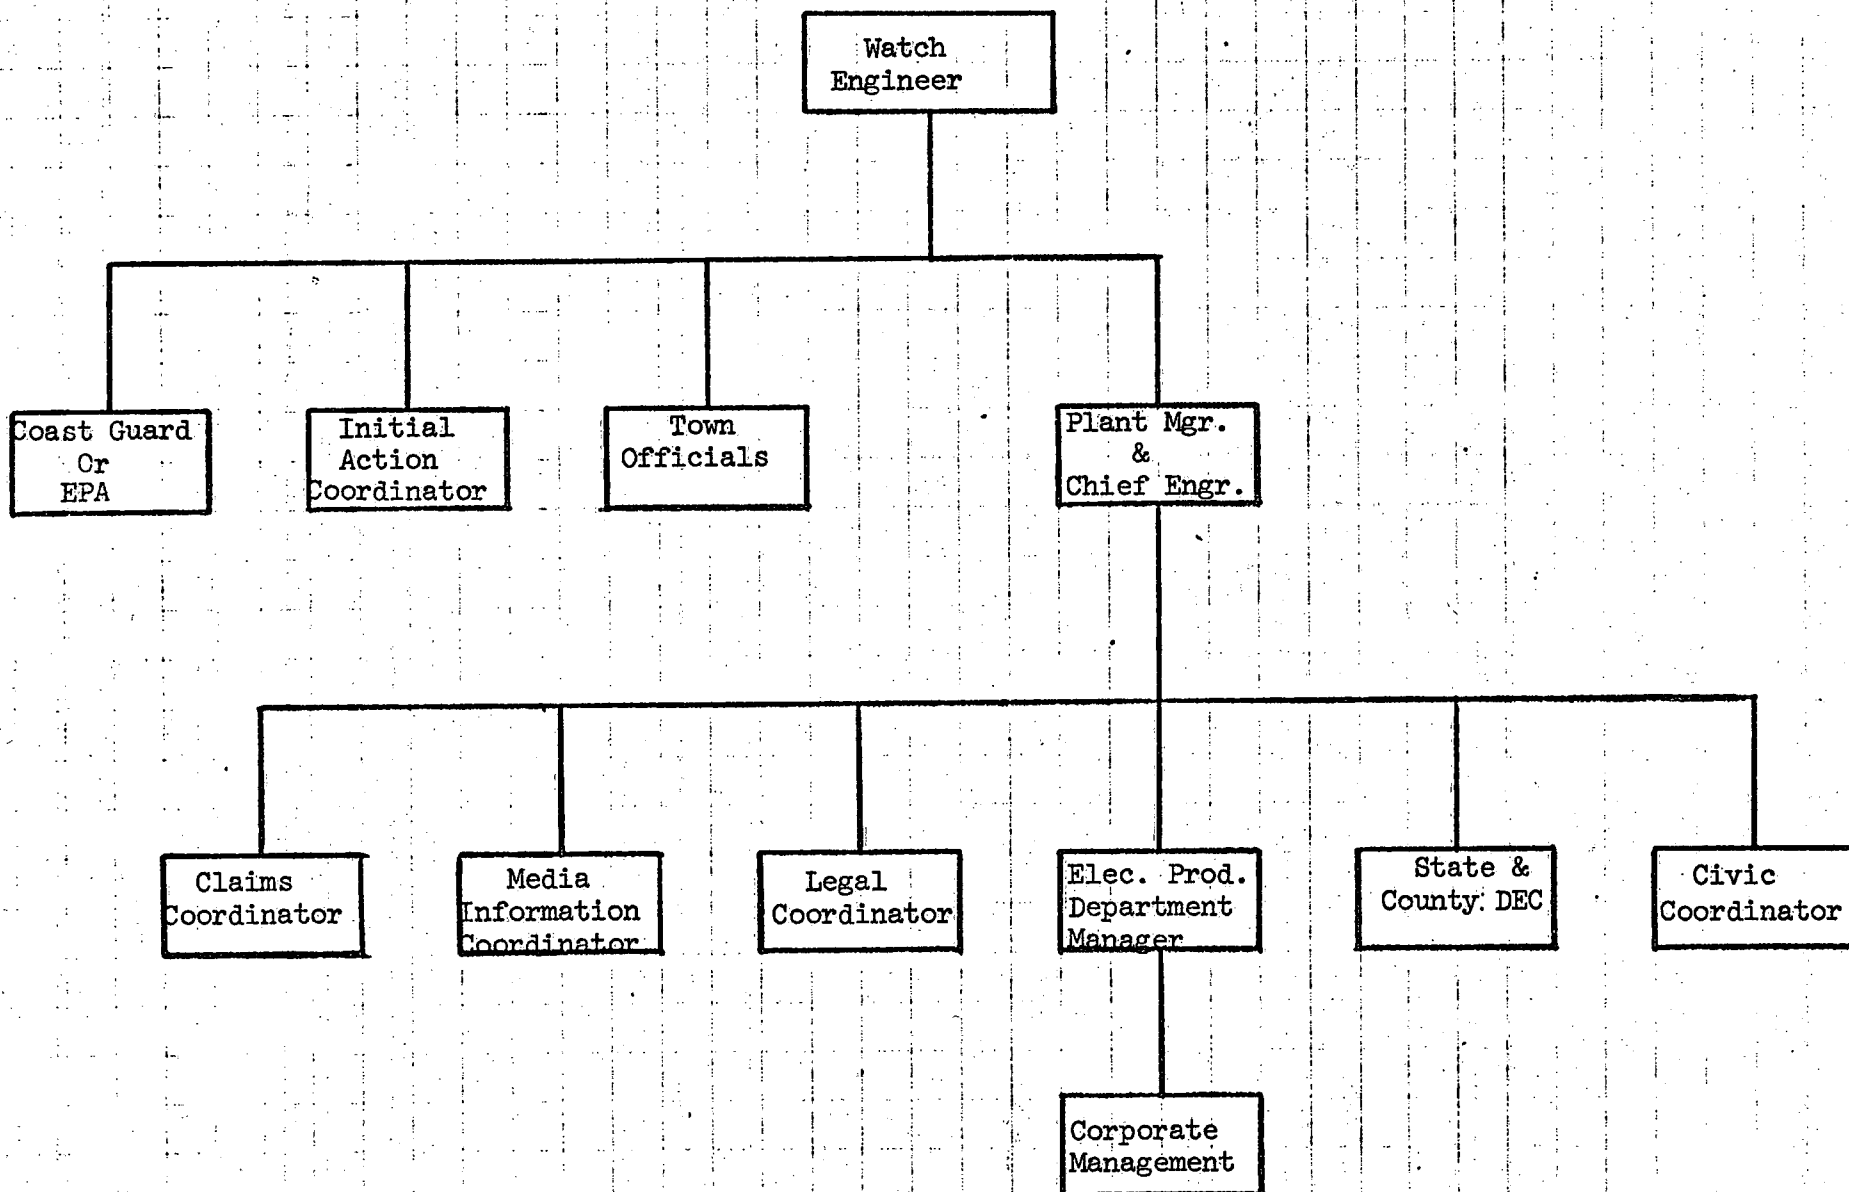 Watch
Engineer
Coast Guard
Or
EPA
Initial
Action
Coordinator
Town
Officials
Plant Mgr.
&
Chief Engr.
Claims
Coordinator
Media
Information
Coordinator
Legal
Coordinator
Elec. Prod.
Department
Manager
State &
County: DEC
Civic
Coordinator
Corporate
Management